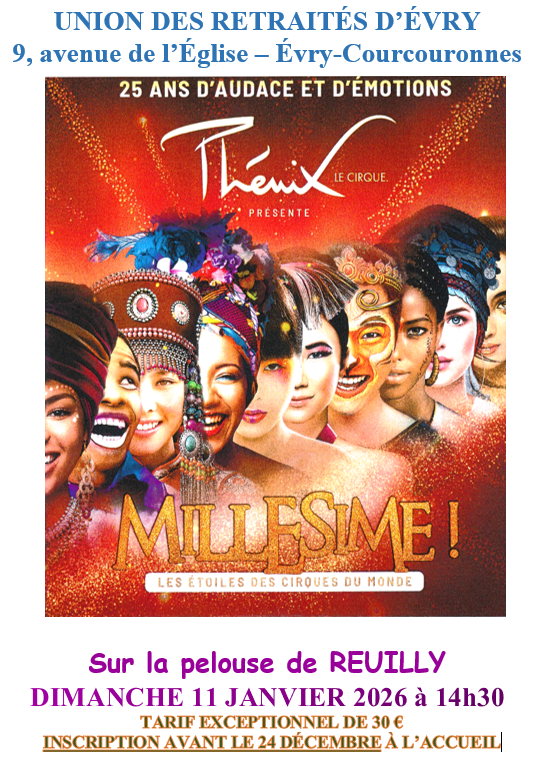 UNION DES RETRAITÉS D'ÉVRY
9, avenue de l'Église – Évry-Courcouronnes
25 ANS D'AUDACE ET D'ÉMOTIONS
Phénix LE CIRQUE.
PRÉSENTE
MILLESIME !
LES ÉTOILES DES CIRQUES DU MONDE
Sur la pelouse de REUILLY
DIMANCHE 11 JANVIER 2026 à 14h30
TARIF EXCEPTIONNEL DE 30 €
INSCRIPTION AVANT LE 24 DÉCEMBRE À L'ACCUEIL